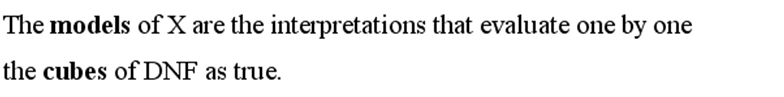 The models of X are the interpretations that evaluate one by one
the cubes of DNF as true.